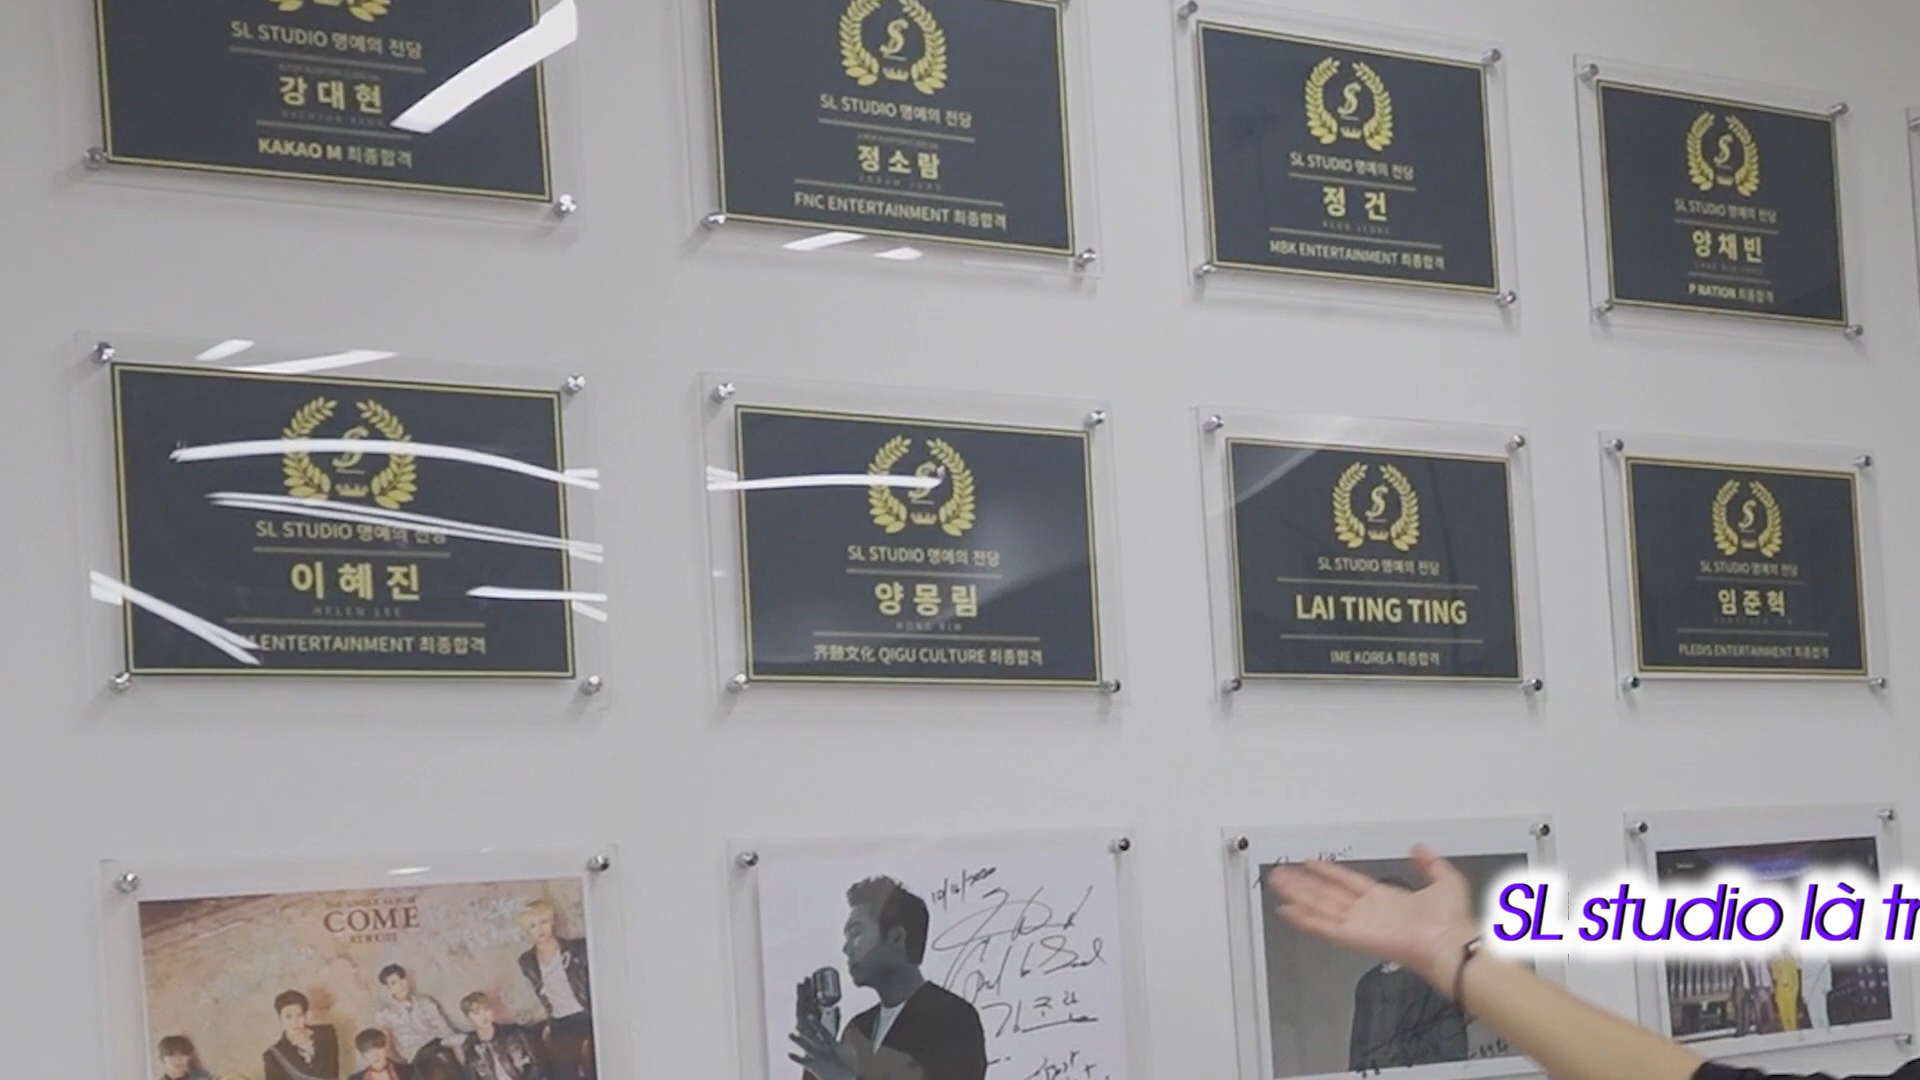 SL STUDIO 명예의 전당
강대현
KAKAO M 최종합격
SL STUDIO 명예의 전당
정소람
FNC ENTERTAINMENT 최종합격
SL STUDIO 명예의 전당
정 건
MBK ENTERTAINMENT 최종합격
SL STUDIO 명예의 전당
양채빈
P NATION 최종합격
SL STUDIO 명예의 전당
이혜진
HELEN LEE
ENTERTAINMENT 최종합격
SL STUDIO 명예의 전당
양몽림
齐鼓文化 QIGU CULTURE 최종합격
SL STUDIO 명예의 전당
LAI TING TING
IME KOREA 최종합격
SL STUDIO 명예의 전당
임준혁
PLEDIS ENTERTAINMENT 최종합격
COME
NEWKIDD
SL studio là